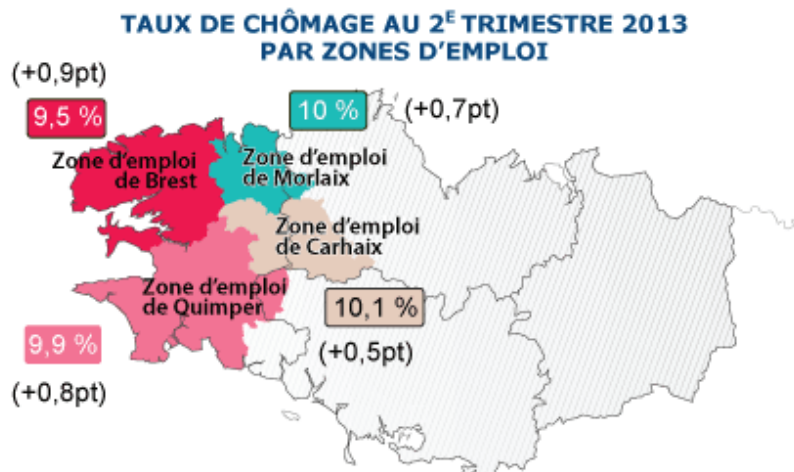 TAUX DE CHÔMAGE AU 2E TRIMESTRE 2013
PAR ZONES D'EMPLOI
(+0,9pt)
9,5 %
10 %
(+0,7pt)
Zone d'emploi
de Brest
Zone d'emploi
de Morlaix
Zone d'emploi
de Carhaix
Zone d'emploi
de Quimper
10,1 %
(+0,5pt)
9,9 %
(+0,8pt)